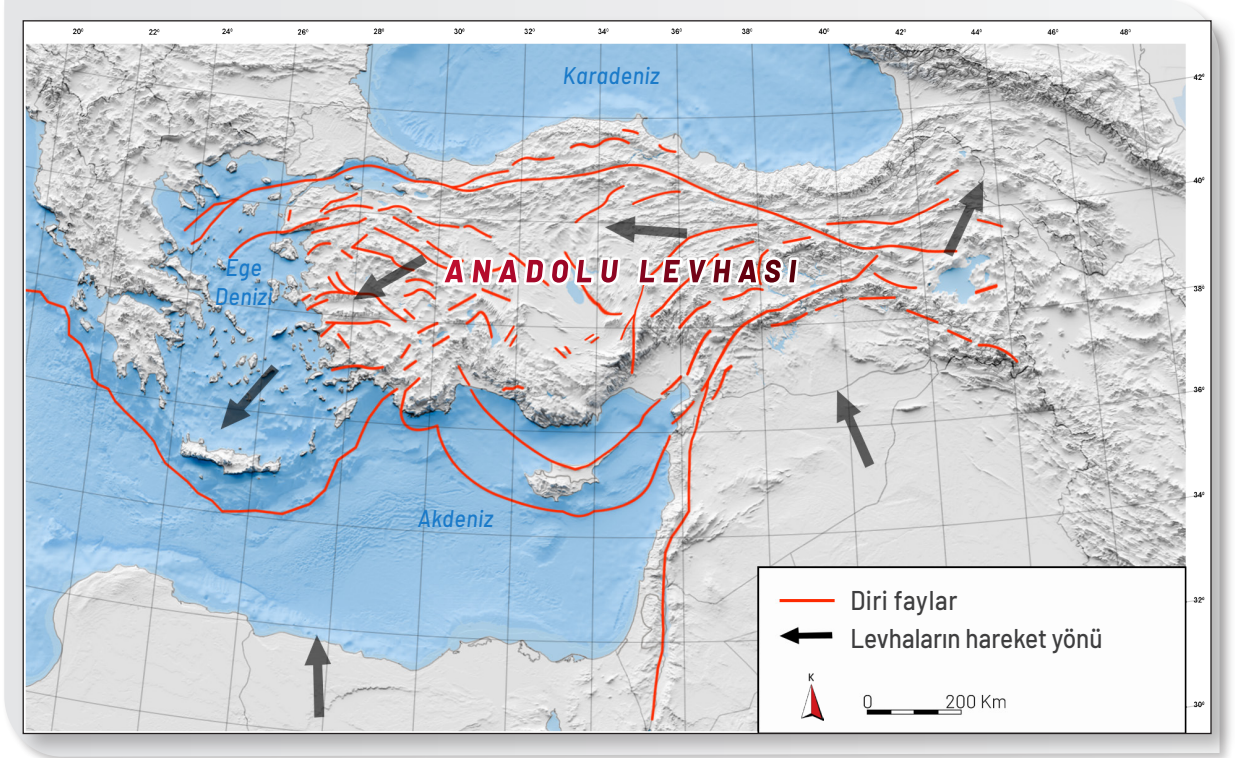 20° 22° 24° 26° 28° 30° 32° 34° 36° 38° 40° 42° 44° 46° 48°
Karadeniz
42°
40°
Ege
Denizi
ANADOLU LEVHASI
38°
36°
34°
Akdeniz
Diri faylar
32°
Levhaların hareket yönü
K
0 200 Km
30°